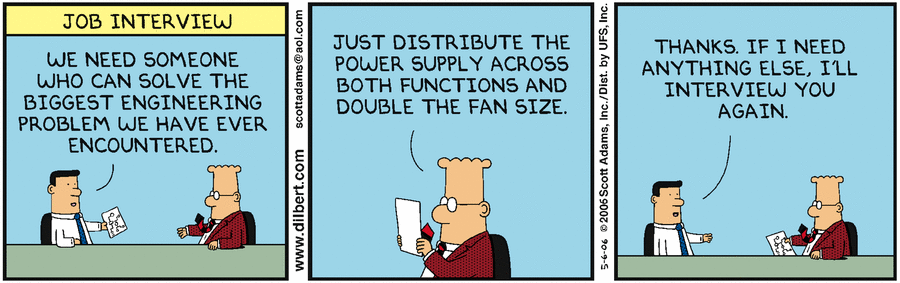 JOB INTERVIEW
WE NEED SOMEONE
WHO CAN SOLVE THE
BIGGEST ENGINEERING
PROBLEM WE HAVE EVER
ENCOUNTERED.
www.dilbert.com scottadams@aol.com
JUST DISTRIBUTE THE
POWER SUPPLY ACROSS
BOTH FUNCTIONS AND
DOUBLE THE FAN SIZE.
5-6-06 © 2006 Scott Adams, Inc./Dist. by UFS, Inc.
THANKS. IF I NEED
ANYTHING ELSE, I'LL
INTERVIEW YOU
AGAIN.